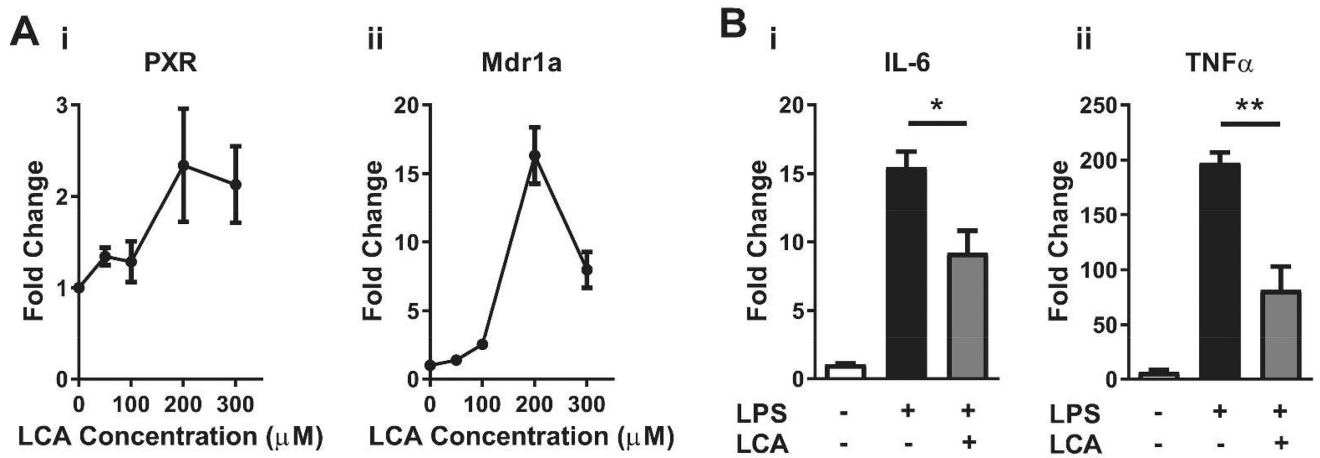 A i PXR
Fold Change
3
2
1
0
0 100 200 300
LCA Concentration (μM)
ii Mdr1a
Fold Change
20
15
10
5
0
0 100 200 300
LCA Concentration (μM)
B i IL-6
Fold Change
20
15
10
5
0
*
LPS - + +
LCA - - +
ii TNFα
Fold Change
250
200
150
100
50
0
**
LPS - + +
LCA - - +